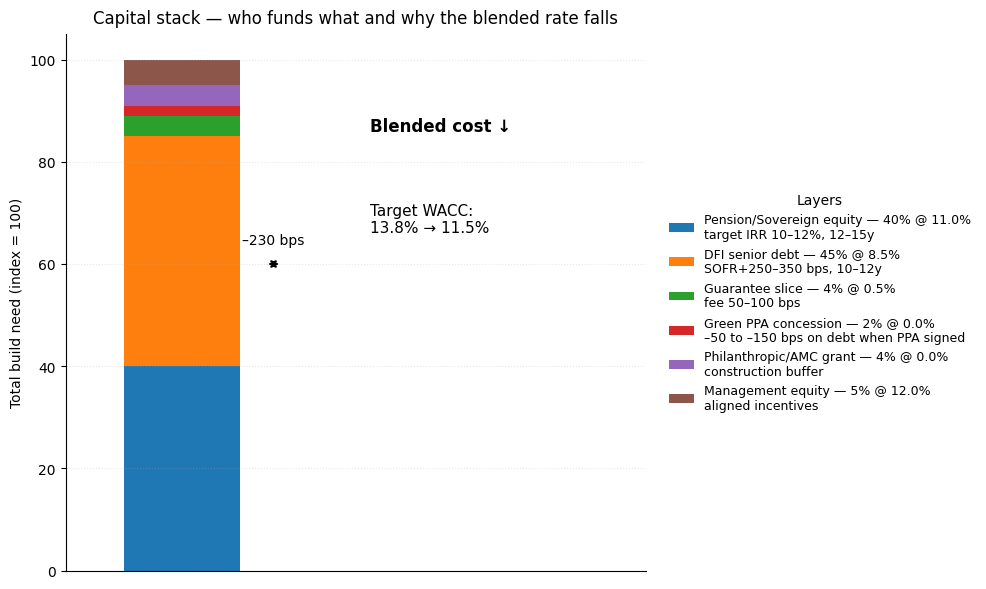 Capital stack — who funds what and why the blended rate falls
Total build need (index = 100)
100
80
60
40
20
0
Blended cost ↓
Target WACC:
13.8% → 11.5%
–230 bps
Layers
Pension/Sovereign equity — 40% @ 11.0%
target IRR 10–12%, 12–15y
DFI senior debt — 45% @ 8.5%
SOFR+250–350 bps, 10–12y
Guarantee slice — 4% @ 0.5%
fee 50–100 bps
Green PPA concession — 2% @ 0.0%
–50 to –150 bps on debt when PPA signed
Philanthropic/AMC grant — 4% @ 0.0%
construction buffer
Management equity — 5% @ 12.0%
aligned incentives